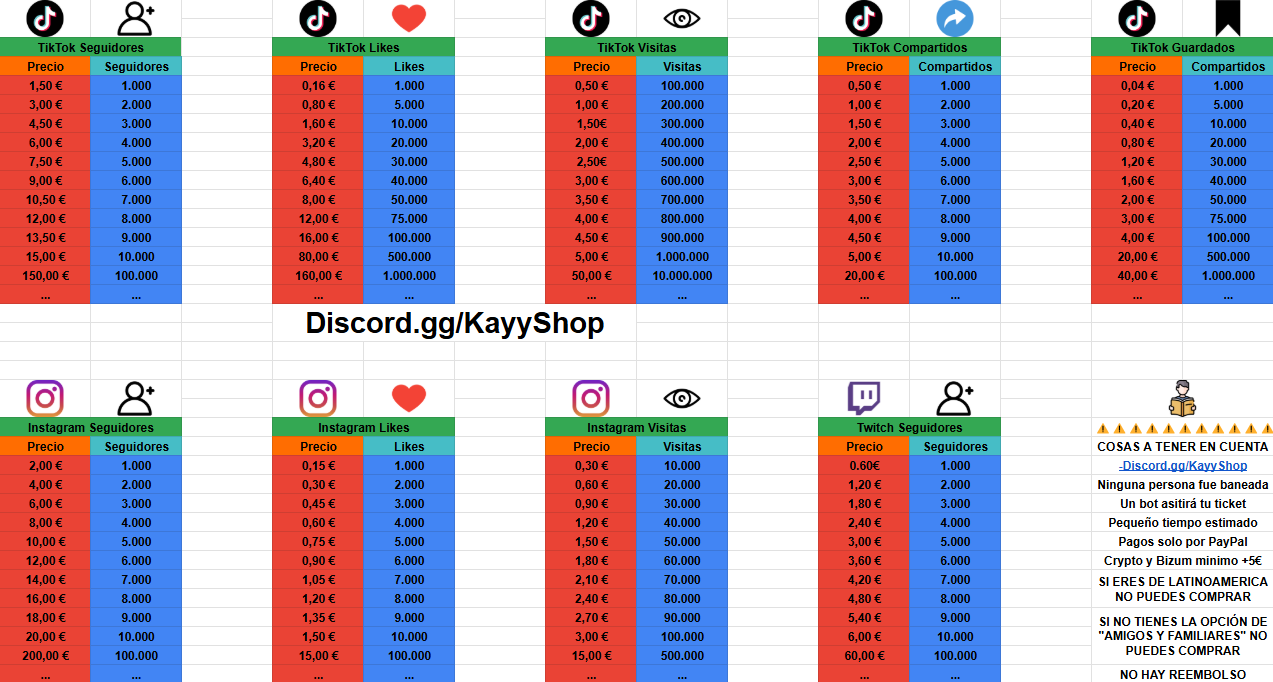 TikTok Seguidores
Precio Seguidores
1,50 € 1.000
3,00 € 2.000
4,50 € 3.000
6,00 € 4.000
7,50 € 5.000
9,00 € 6.000
10,50 € 7.000
12,00 € 8.000
13,50 € 9.000
15,00 € 10.000
150,00 € 100.000
... ...
TikTok Likes
Precio Likes
0,16 € 1.000
0,80 € 5.000
1,60 € 10.000
3,20 € 20.000
4,80 € 30.000
6,40 € 40.000
8,00 € 50.000
12,00 € 75.000
16,00 € 100.000
80,00 € 500.000
160,00 € 1.000.000
... ...
TikTok Visitas
Precio Visitas
0,50 € 100.000
1,00 € 200.000
1,50€ 300.000
2,00 € 400.000
2,50€ 500.000
3,00 € 600.000
3,50 € 700.000
4,00 € 800.000
4,50 € 900.000
5,00 € 1.000.000
50,00 € 10.000.000
... ...
TikTok Compartidos
Precio Compartidos
0,50 € 1.000
1,00 € 2.000
1,50 € 3.000
2,00 € 4.000
2,50 € 5.000
3,00 € 6.000
3,50 € 7.000
4,00 € 8.000
4,50 € 9.000
5,00 € 10.000
20,00 € 100.000
... ...
TikTok Guardados
Precio Compartidos
0,04 € 1.000
0,20 € 5.000
0,40 € 10.000
0,80 € 20.000
1,20 € 30.000
1,60 € 40.000
2,00 € 50.000
3,00 € 75.000
4,00 € 100.000
20,00 € 500.000
40,00 € 1.000.000
... ...
Discord.gg/KayyShop
Instagram Seguidores
Precio Seguidores
2,00 € 1.000
4,00 € 2.000
6,00 € 3.000
8,00 € 4.000
10,00 € 5.000
12,00 € 6.000
14,00 € 7.000
16,00 € 8.000
18,00 € 9.000
20,00 € 10.000
200,00 € 100.000
... ...
Instagram Likes
Precio Likes
0,15 € 1.000
0,30 € 2.000
0,45 € 3.000
0,60 € 4.000
0,75 € 5.000
0,90 € 6.000
1,05 € 7.000
1,20 € 8.000
1,35 € 9.000
1,50 € 10.000
15,00 € 100.000
... ...
Instagram Visitas
Precio Visitas
0,30 € 10.000
0,60 € 20.000
0,90 € 30.000
1,20 € 40.000
1,50 € 50.000
1,80 € 60.000
2,10 € 70.000
2,40 € 80.000
2,70 € 90.000
3,00 € 100.000
15,00 € 500.000
... ...
Twitch Seguidores
Precio Seguidores
0.60€ 1.000
1,20 € 2.000
1,80 € 3.000
2,40 € 4.000
3,00 € 5.000
3,60 € 6.000
4,20 € 7.000
4,80 € 8.000
5,40 € 9.000
6,00 € 10.000
60,00 € 100.000
... ...
COSAS A TENER EN CUENTA
-Discord.gg/KayyShop
Ninguna persona fue baneada
Un bot asitirá tu ticket
Pequeño tiempo estimado
Pagos solo por PayPal
Crypto y Bizum minimo +5€
SI ERES DE LATINOAMERICA
NO PUEDES COMPRAR
SI NO TIENES LA OPCIÓN DE
"AMIGOS Y FAMILIARES" NO
PUEDES COMPRAR
NO HAY REEMBOLSO